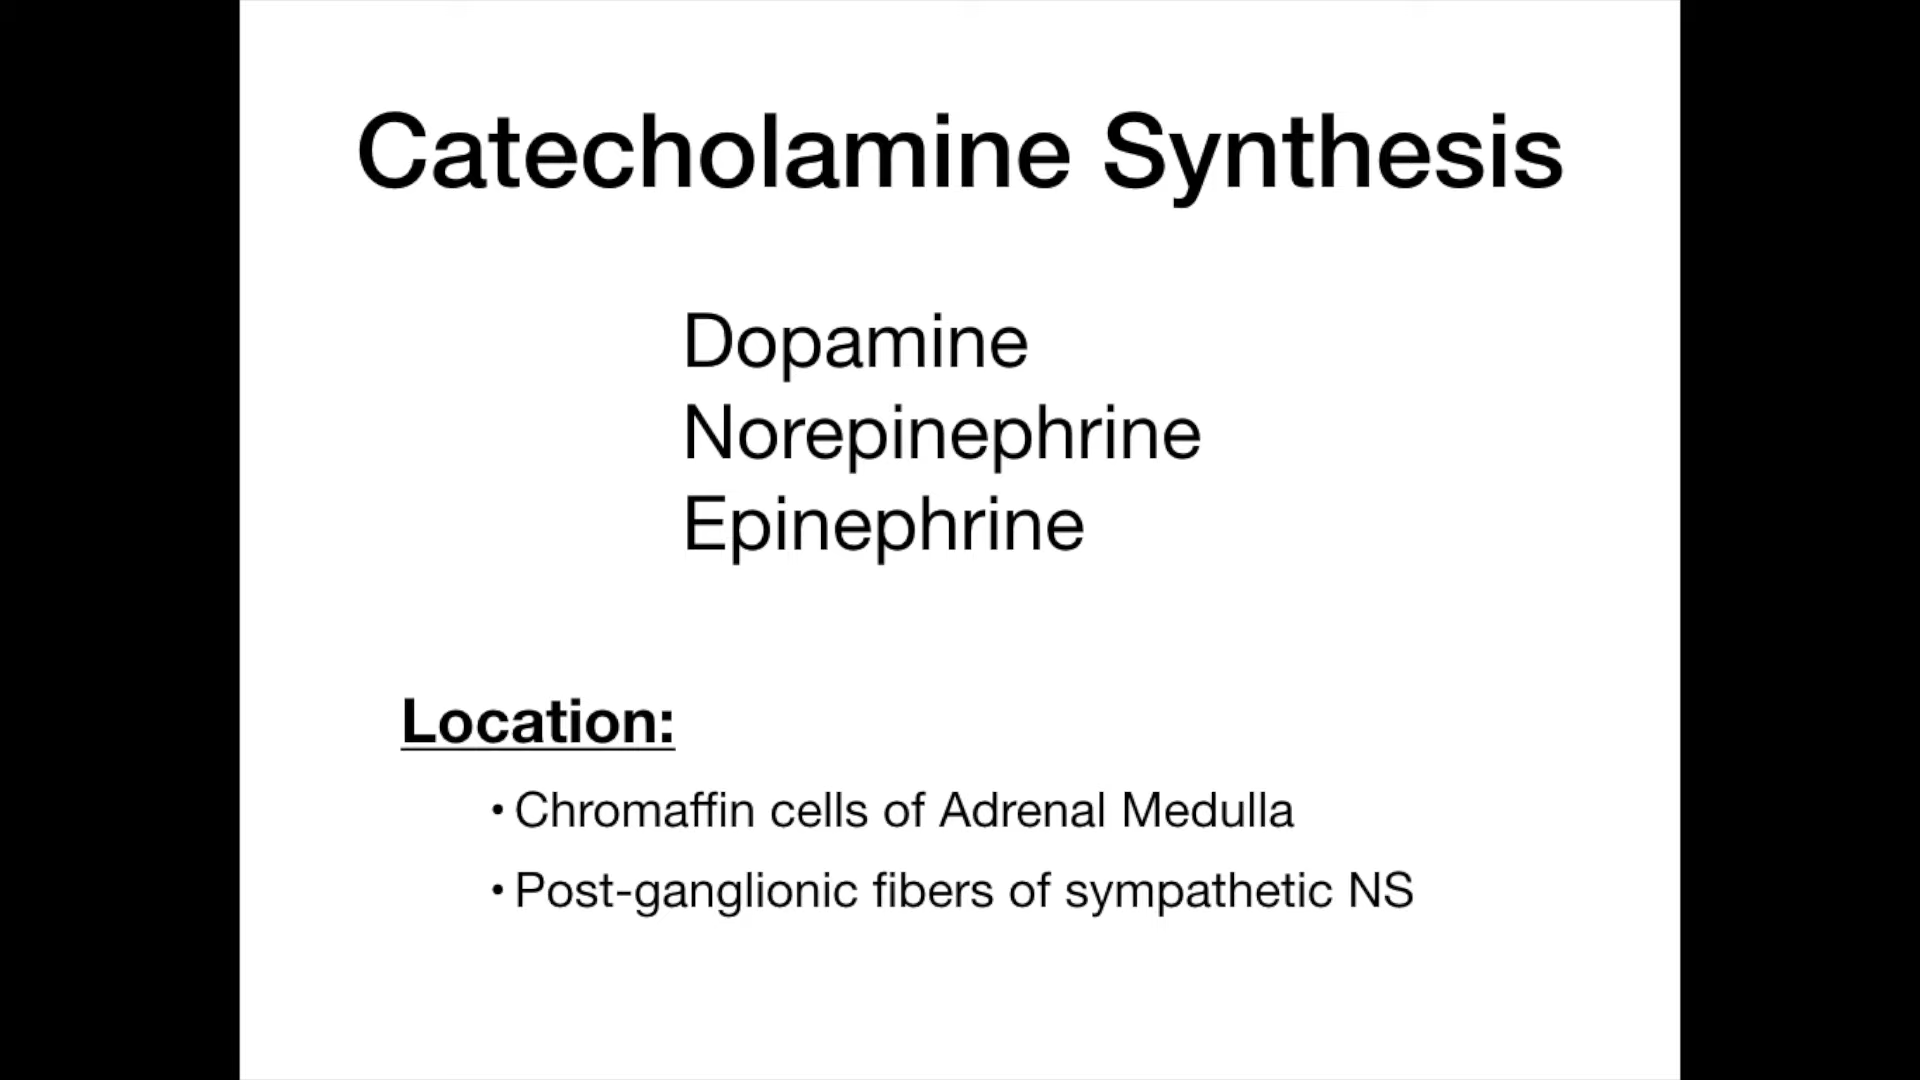 Catecholamine Synthesis
Dopamine
Norepinephrine
Epinephrine
Location:
• Chromaffin cells of Adrenal Medulla
• Post-ganglionic fibers of sympathetic NS